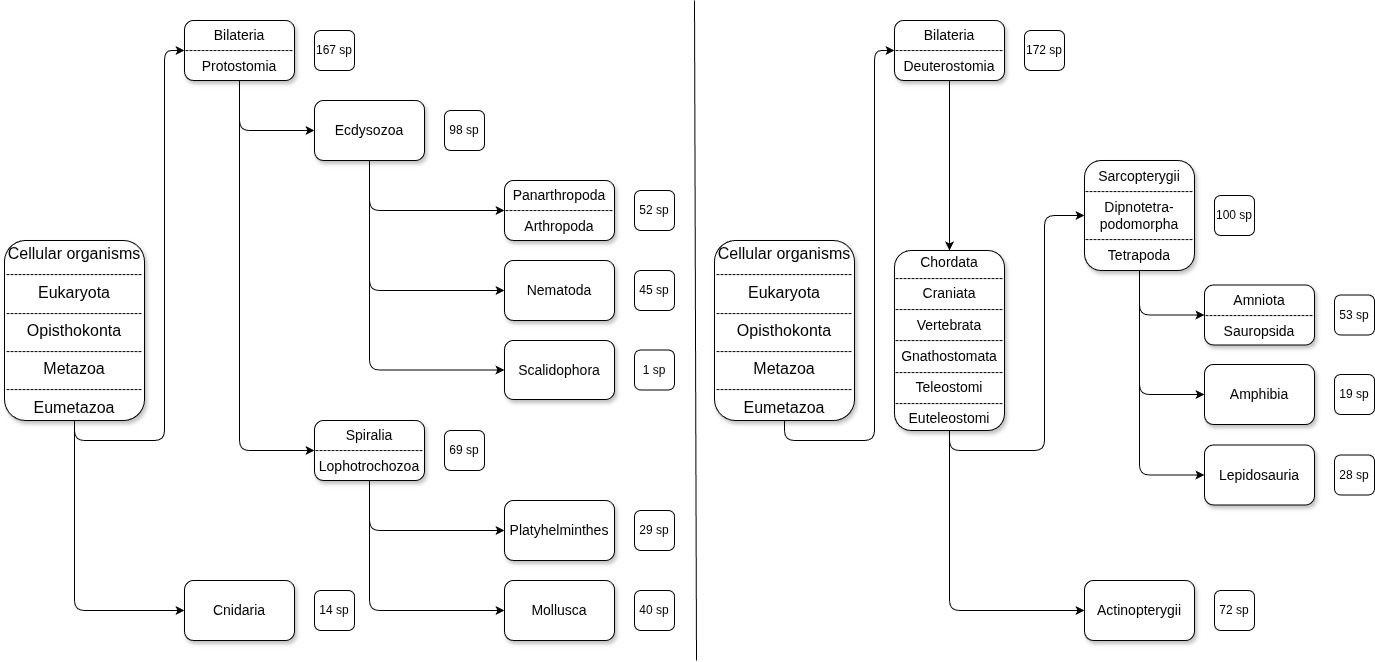 Bilateria
Protostomia
167 sp
Ecdysozoa
98 sp
Panarthropoda
Arthropoda
52 sp
Cellular organisms
Eukaryota
Opisthokonta
Metazoa
Eumetazoa
Nematoda
45 sp
Scalidophora
1 sp
Spiralia
Lophotrochozoa
69 sp
Platyhelminthes
29 sp
Cnidaria
14 sp
Mollusca
40 sp
Bilateria
Deuterostomia
172 sp
Sarcopterygii
Dipnotetra-
podomorpha
Tetrapoda
100 sp
Cellular organisms
Eukaryota
Opisthokonta
Metazoa
Eumetazoa
Chordata
Craniata
Vertebrata
Gnathostomata
Teleostomi
Euteleostomi
Amniota
Sauropsida
53 sp
Amphibia
19 sp
Lepidosauria
28 sp
Actinopterygii
72 sp